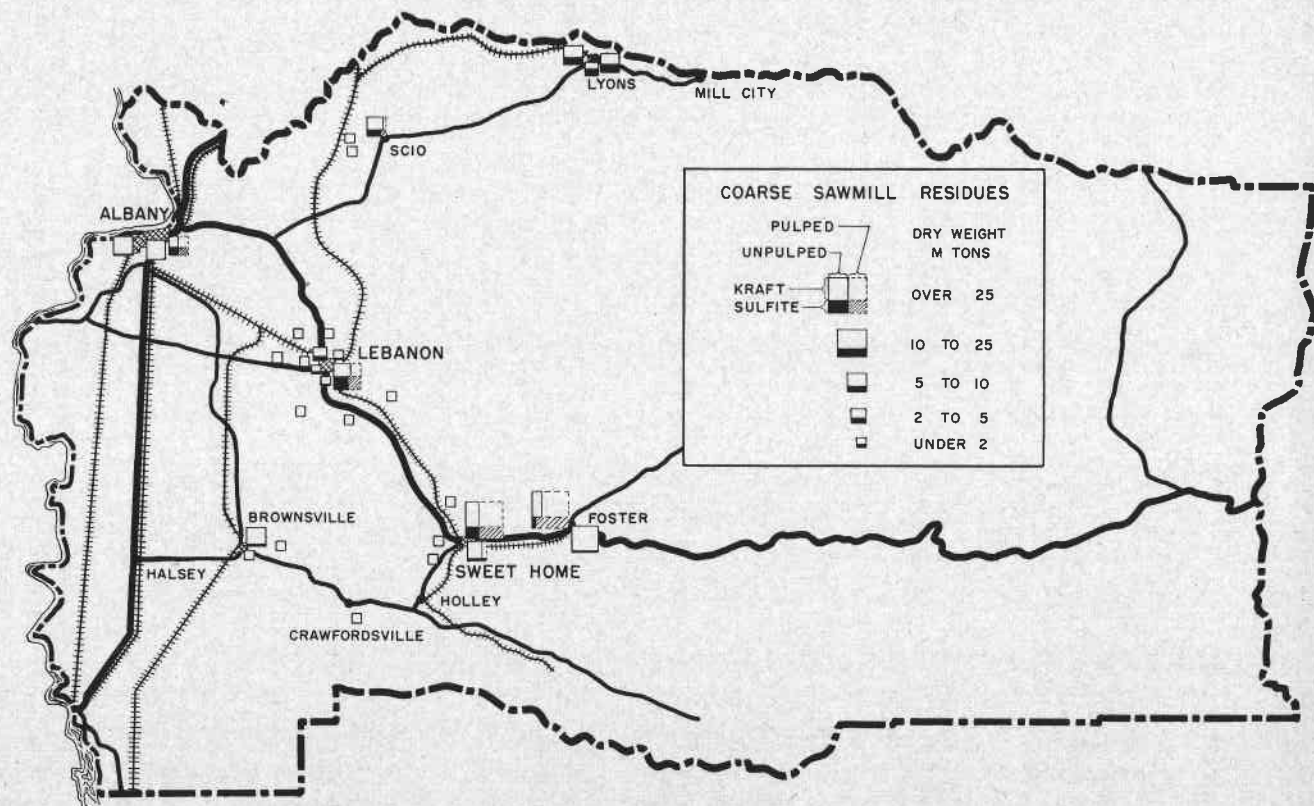 LYONS
MILL CITY
SCIO
ALBANY
COARSE SAWMILL RESIDUES
PULPED
UNPULPED
DRY WEIGHT
M TONS
KRAFT
SULFITE
OVER 25
10 TO 25
5 TO 10
2 TO 5
UNDER 2
LEBANON
BROWNSVILLE
FOSTER
HALSEY
SWEET HOME
HOLLEY
CRAWFORDSVILLE